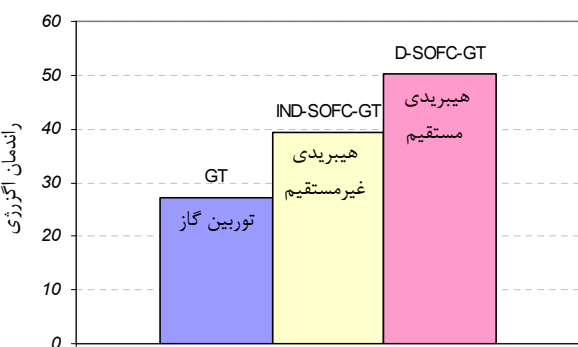 60
50
40
30
20
10
0
راندمان اگزرژی
GT
توربین گاز
IND-SOFC-GT
هیبریدی
غیرمستقیم
D-SOFC-GT
هیبریدی
مستقیم